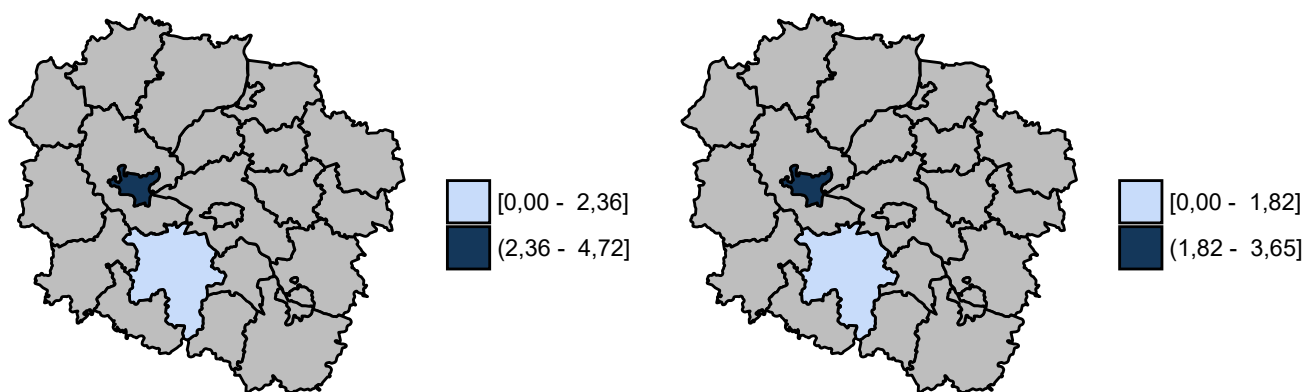 [0,00 - 2,36]
(2,36 - 4,72]
[0,00 - 1,82]
(1,82 - 3,65]